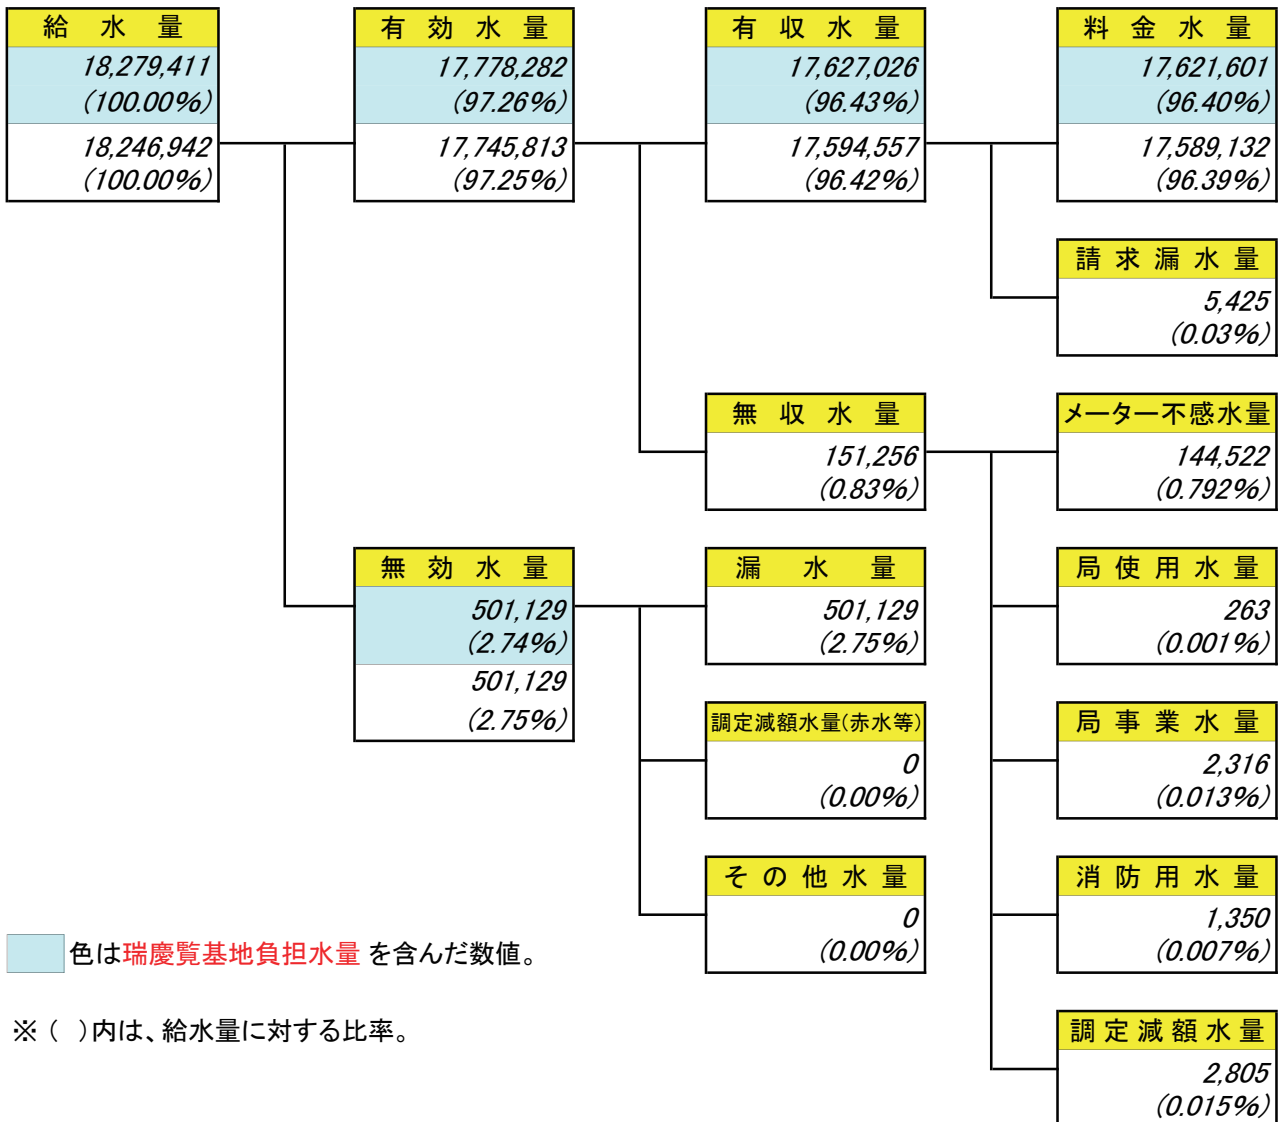 給水量
18,279,411
(100.00%)
18,246,942
(100.00%)
有効水量
17,778,282
(97.26%)
17,745,813
(97.25%)
有収水量
17,627,026
(96.43%)
17,594,557
(96.42%)
料金水量
17,621,601
(96.40%)
17,589,132
(96.39%)
請求漏水量
5,425
(0.03%)
無収水量
151,256
(0.83%)
メーター不感水量
144,522
(0.792%)
無効水量
501,129
(2.74%)
501,129
(2.75%)
漏水量
501,129
(2.75%)
局使用水量
263
(0.001%)
調定減額水量(赤水等)
0
(0.00%)
局事業水量
2,316
(0.013%)
その他水量
0
(0.00%)
消防用水量
1,350
(0.007%)
調定減額水量
2,805
(0.015%)
色は瑞慶覧基地負担水量 を含んだ数値。
※ ( )内は、給水量に対する比率。